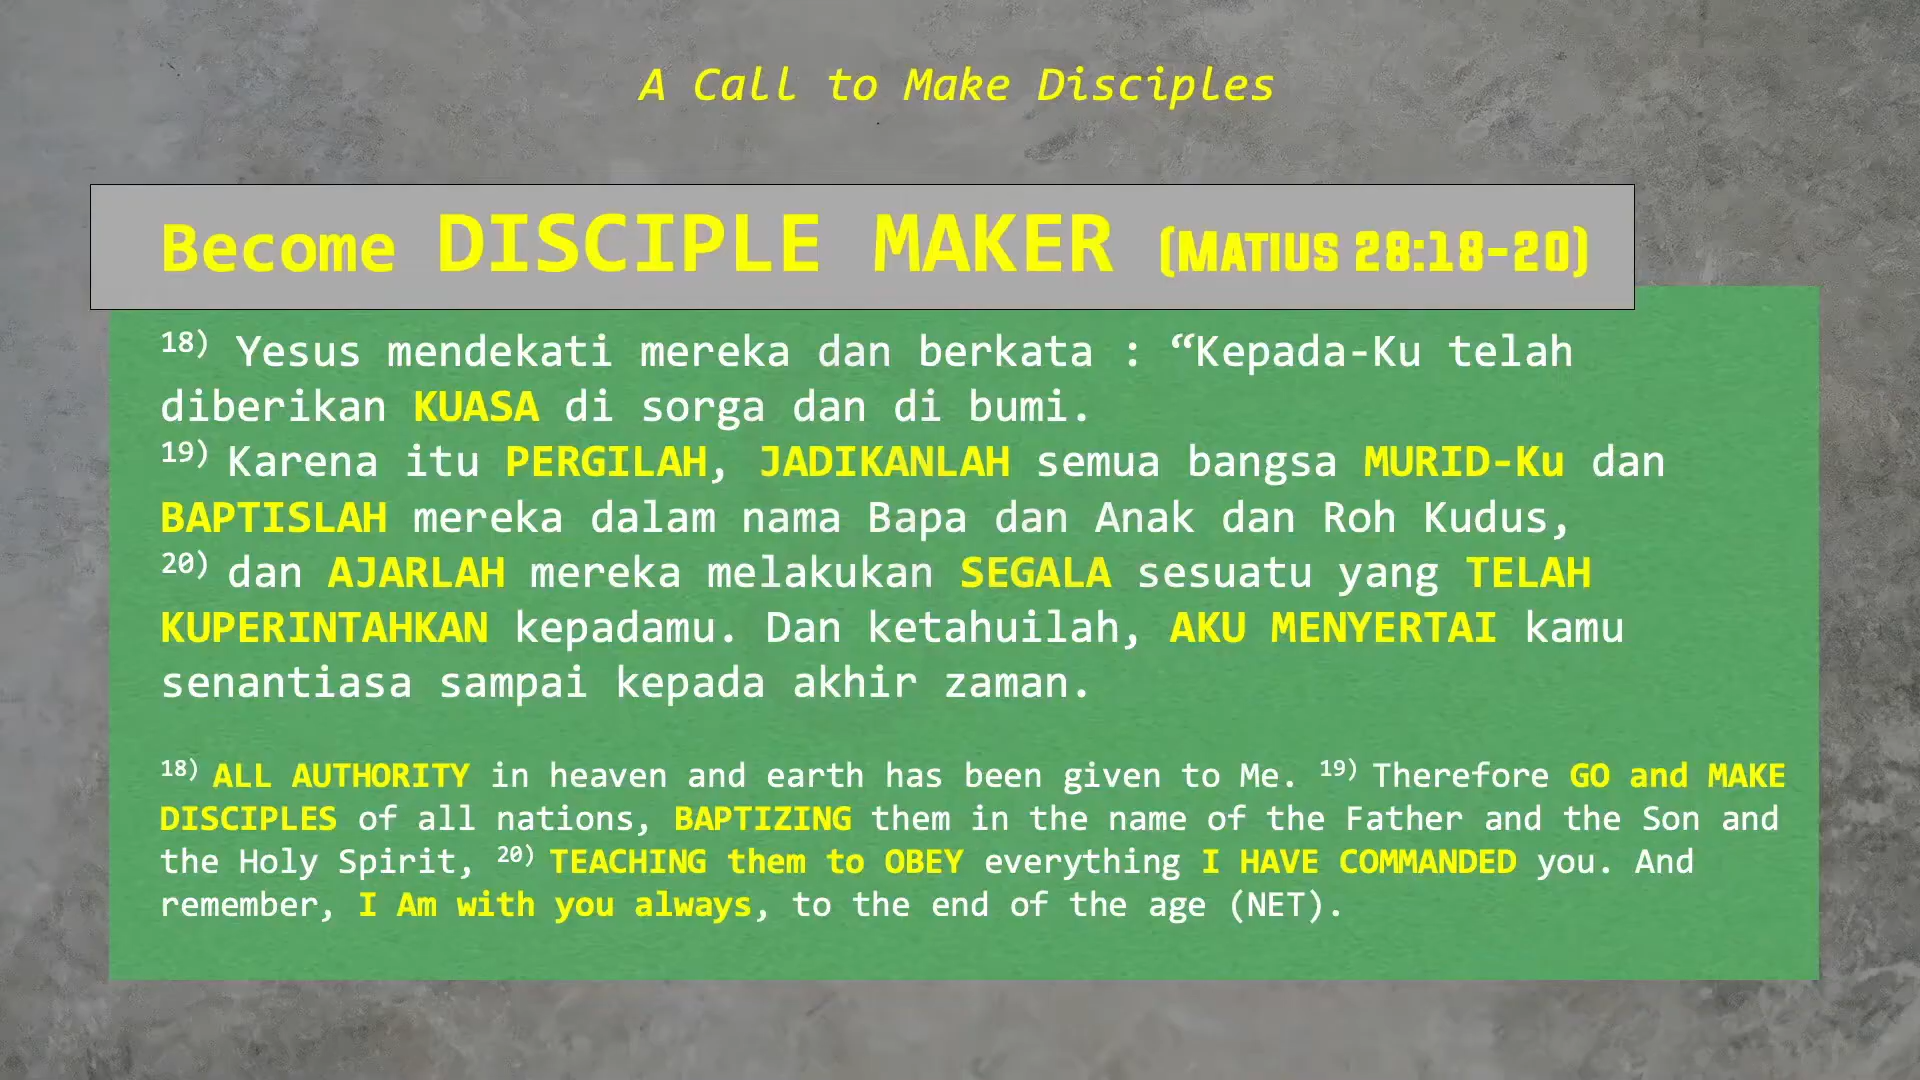 A Call to Make Disciples
Become DISCIPLE MAKER (MATIUS 28:18-20)
18) Yesus mendekati mereka dan berkata : “Kepada-Ku telah
diberikan KUASA di sorga dan di bumi.
19) Karena itu PERGILAH, JADIKANLAH semua bangsa MURID-Ku dan
BAPTISLAH mereka dalam nama Bapa dan Anak dan Roh Kudus,
20) dan AJARLAH mereka melakukan SEGALA sesuatu yang TELAH
KUPERINTAHKAN kepadamu. Dan ketahuilah, AKU MENYERTAI kamu
senantiasa sampai kepada akhir zaman.
18) ALL AUTHORITY in heaven and earth has been given to Me. 19) Therefore GO and MAKE
DISCIPLES of all nations, BAPTIZING them in the name of the Father and the Son and
the Holy Spirit, 20) TEACHING them to OBEY everything I HAVE COMMANDED you. And
remember, I Am with you always, to the end of the age (NET).